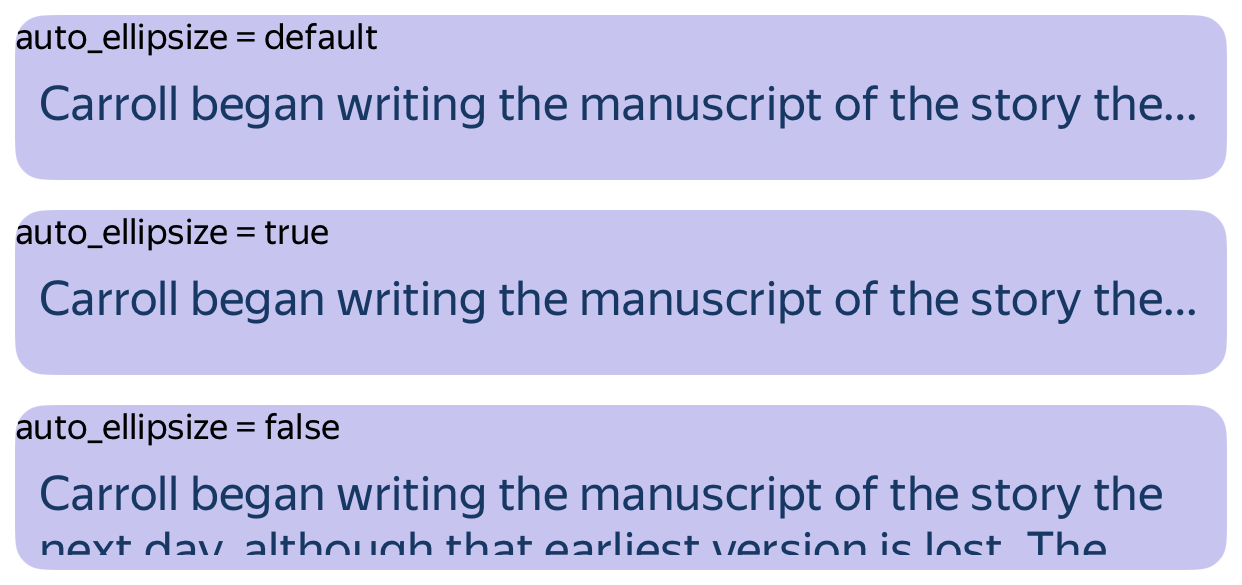 auto_ellipsize = default
Carroll began writing the manuscript of the story the...
auto_ellipsize = true
Carroll began writing the manuscript of the story the...
auto_ellipsize = false
Carroll began writing the manuscript of the story the
next day, although that earliest version is lost. The